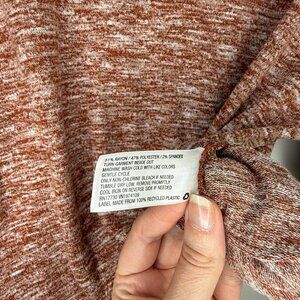 51% RAYON / 47% POLYESTER / 2% SPANDEX
TURN GARMENT INSIDE OUT
MACHINE WASH COLD WITH LIKE COLORS
GENTLE CYCLE
ONLY NON CHLORINE BLEACH IF NEEDED
TUMBLE DRY LOW. REMOVE PROMPTLY
COOL IRON ON REVERSE SIDE IF NEEDED
LABEL MADE FROM 100% RECYCLED PLASTIC